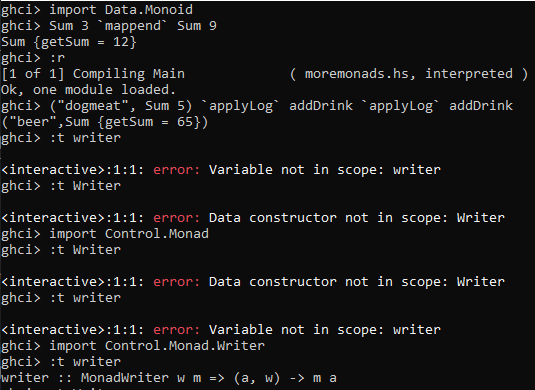 ghci> import Data.Monoid
ghci> Sum 3 `mappend` Sum 9
Sum {getSum = 12}
ghci> :r
[1 of 1] Compiling Main             ( moremonads.hs, interpreted )
Ok, one module loaded.
ghci> ("dogmeat", Sum 5) `applyLog` addDrink `applyLog` addDrink
("beer",Sum {getSum = 65})
ghci> :t writer
<interactive>:1:1: error: Variable not in scope: writer
ghci> :t Writer
<interactive>:1:1: error: Data constructor not in scope: Writer
ghci> import Control.Monad
ghci> :t Writer
<interactive>:1:1: error: Data constructor not in scope: Writer
ghci> :t writer
<interactive>:1:1: error: Variable not in scope: writer
ghci> import Control.Monad.Writer
ghci> :t writer
writer :: MonadWriter w m => (a, w) -> m a